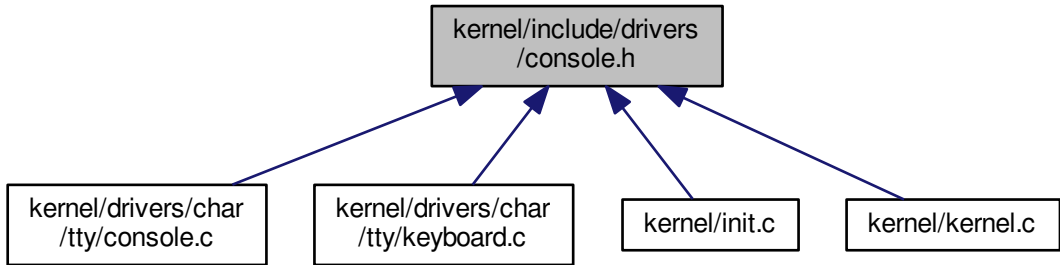 kernel/include/drivers
/console.h
kernel/drivers/char
/tty/console.c
kernel/drivers/char
/tty/keyboard.c
kernel/init.c
kernel/kernel.c